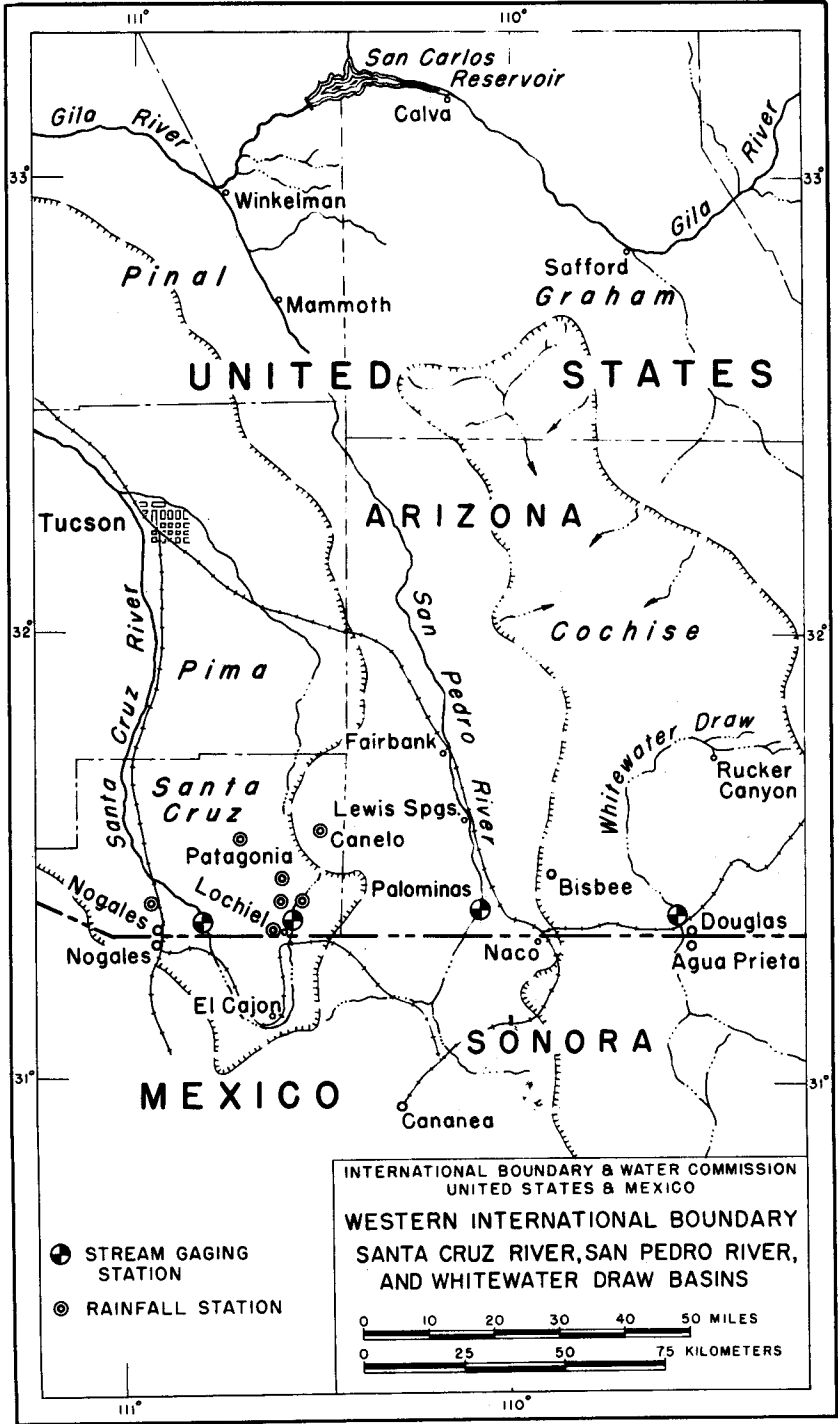 111°
110°
San Carlos
Reservoir
Calva
Gila
River
River
Gila
33°
33°
Winkelman
Safford
Pinal
Graham
Mammoth
UNITED STATES
Tucson
ARIZONA
San
Pedro
River
32°
32°
Cochise
Santa Cruz River
Pima
Whitewater Draw
Fairbank
Rucker
Canyon
Santa
Cruz
Lewis Spgs.
Canelo
Patagonia
Palominas
Bisbee
Nogales
Lochiel
Douglas
Nogales
Naco
Agua Prieta
El Cajon
SONORA
31°
31°
MEXICO
Cananea
INTERNATIONAL BOUNDARY & WATER COMMISSION
UNITED STATES & MEXICO
WESTERN INTERNATIONAL BOUNDARY
SANTA CRUZ RIVER, SAN PEDRO RIVER,
AND WHITEWATER DRAW BASINS
STREAM GAGING
STATION
RAINFALL STATION
0 10 20 30 40 50 MILES
0 25 50 75 KILOMETERS
111°
110°